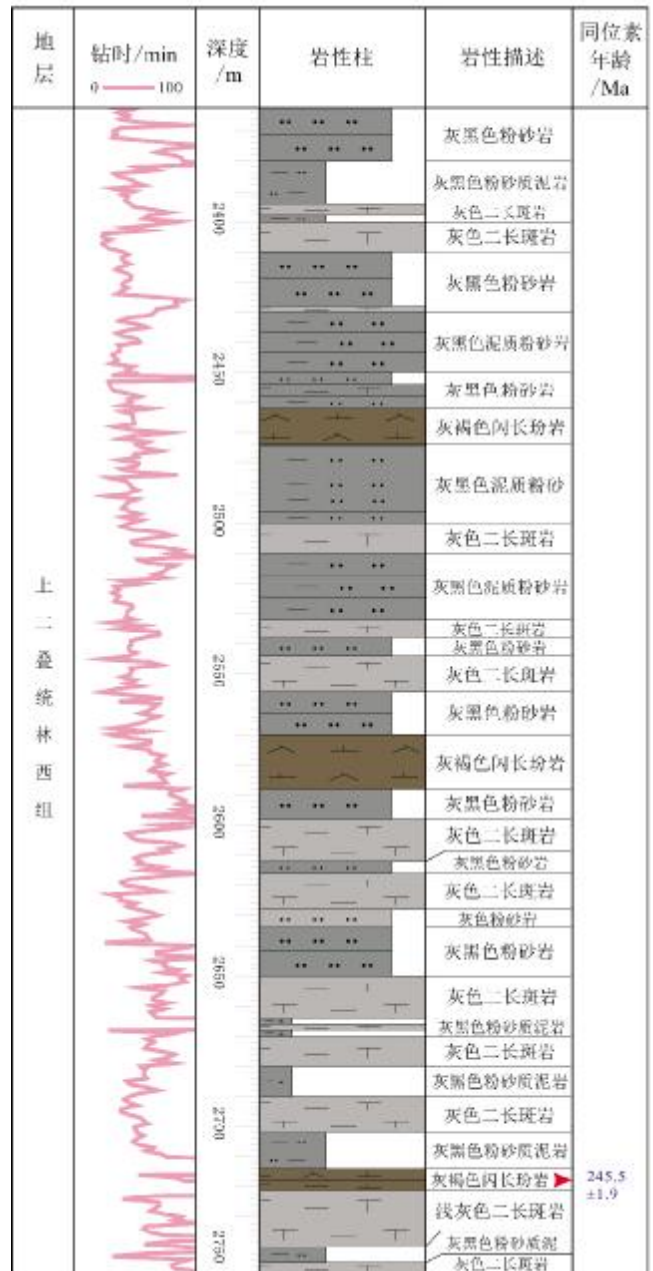 地层
钻时/min
0 100
深度/m
岩性柱
岩性描述
同位素年龄/Ma
上二叠统林西组
2400
2450
2500
2550
2600
2650
2700
2750
灰黑色粉砂岩
灰黑色粉砂质泥岩
灰色二长斑岩
灰色二长斑岩
灰黑色粉砂岩
灰黑色泥质粉砂岩
灰黑色粉砂岩
灰褐色闪长玢岩
灰黑色泥质粉砂
灰色二长斑岩
灰黑色泥质粉砂岩
灰色二长斑岩
灰黑色粉砂岩
灰色二长斑岩
灰黑色粉砂岩
灰褐色闪长玢岩
灰黑色粉砂岩
灰色二长斑岩
灰黑色粉砂岩
灰色二长斑岩
灰色粉砂岩
灰黑色粉砂岩
灰色二长斑岩
灰黑色粉砂质泥岩
灰色二长斑岩
灰黑色粉砂质泥岩
灰色二长斑岩
灰黑色粉砂质泥岩
灰褐色闪长玢岩
浅灰色二长斑岩
灰黑色粉砂质泥
灰色二长斑岩
245.5
±1.9